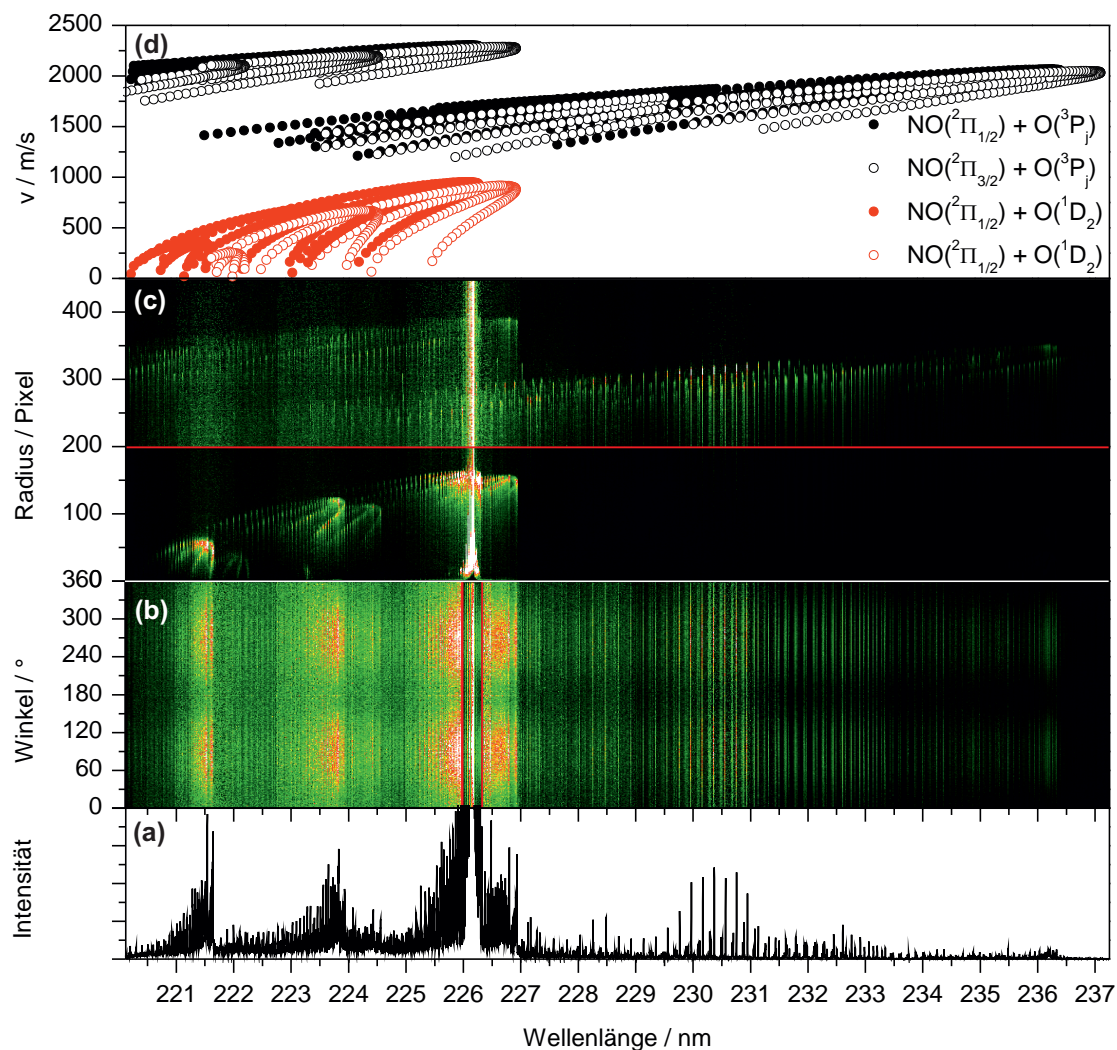 (d)
2500
2000
1500
1000
500
0
v / m/s
NO(²Π₁/₂) + O(³Pⱼ)
NO(²Π₃/₂) + O(³Pⱼ)
NO(²Π₁/₂) + O(¹D₂)
NO(²Π₁/₂) + O(¹D₂)
(c)
400
300
200
100
Radius / Pixel
360
(b)
300
240
180
120
60
0
Winkel / °
(a)
Intensität
221 222 223 224 225 226 227 228 229 230 231 232 233 234 235 236 237
Wellenlänge / nm